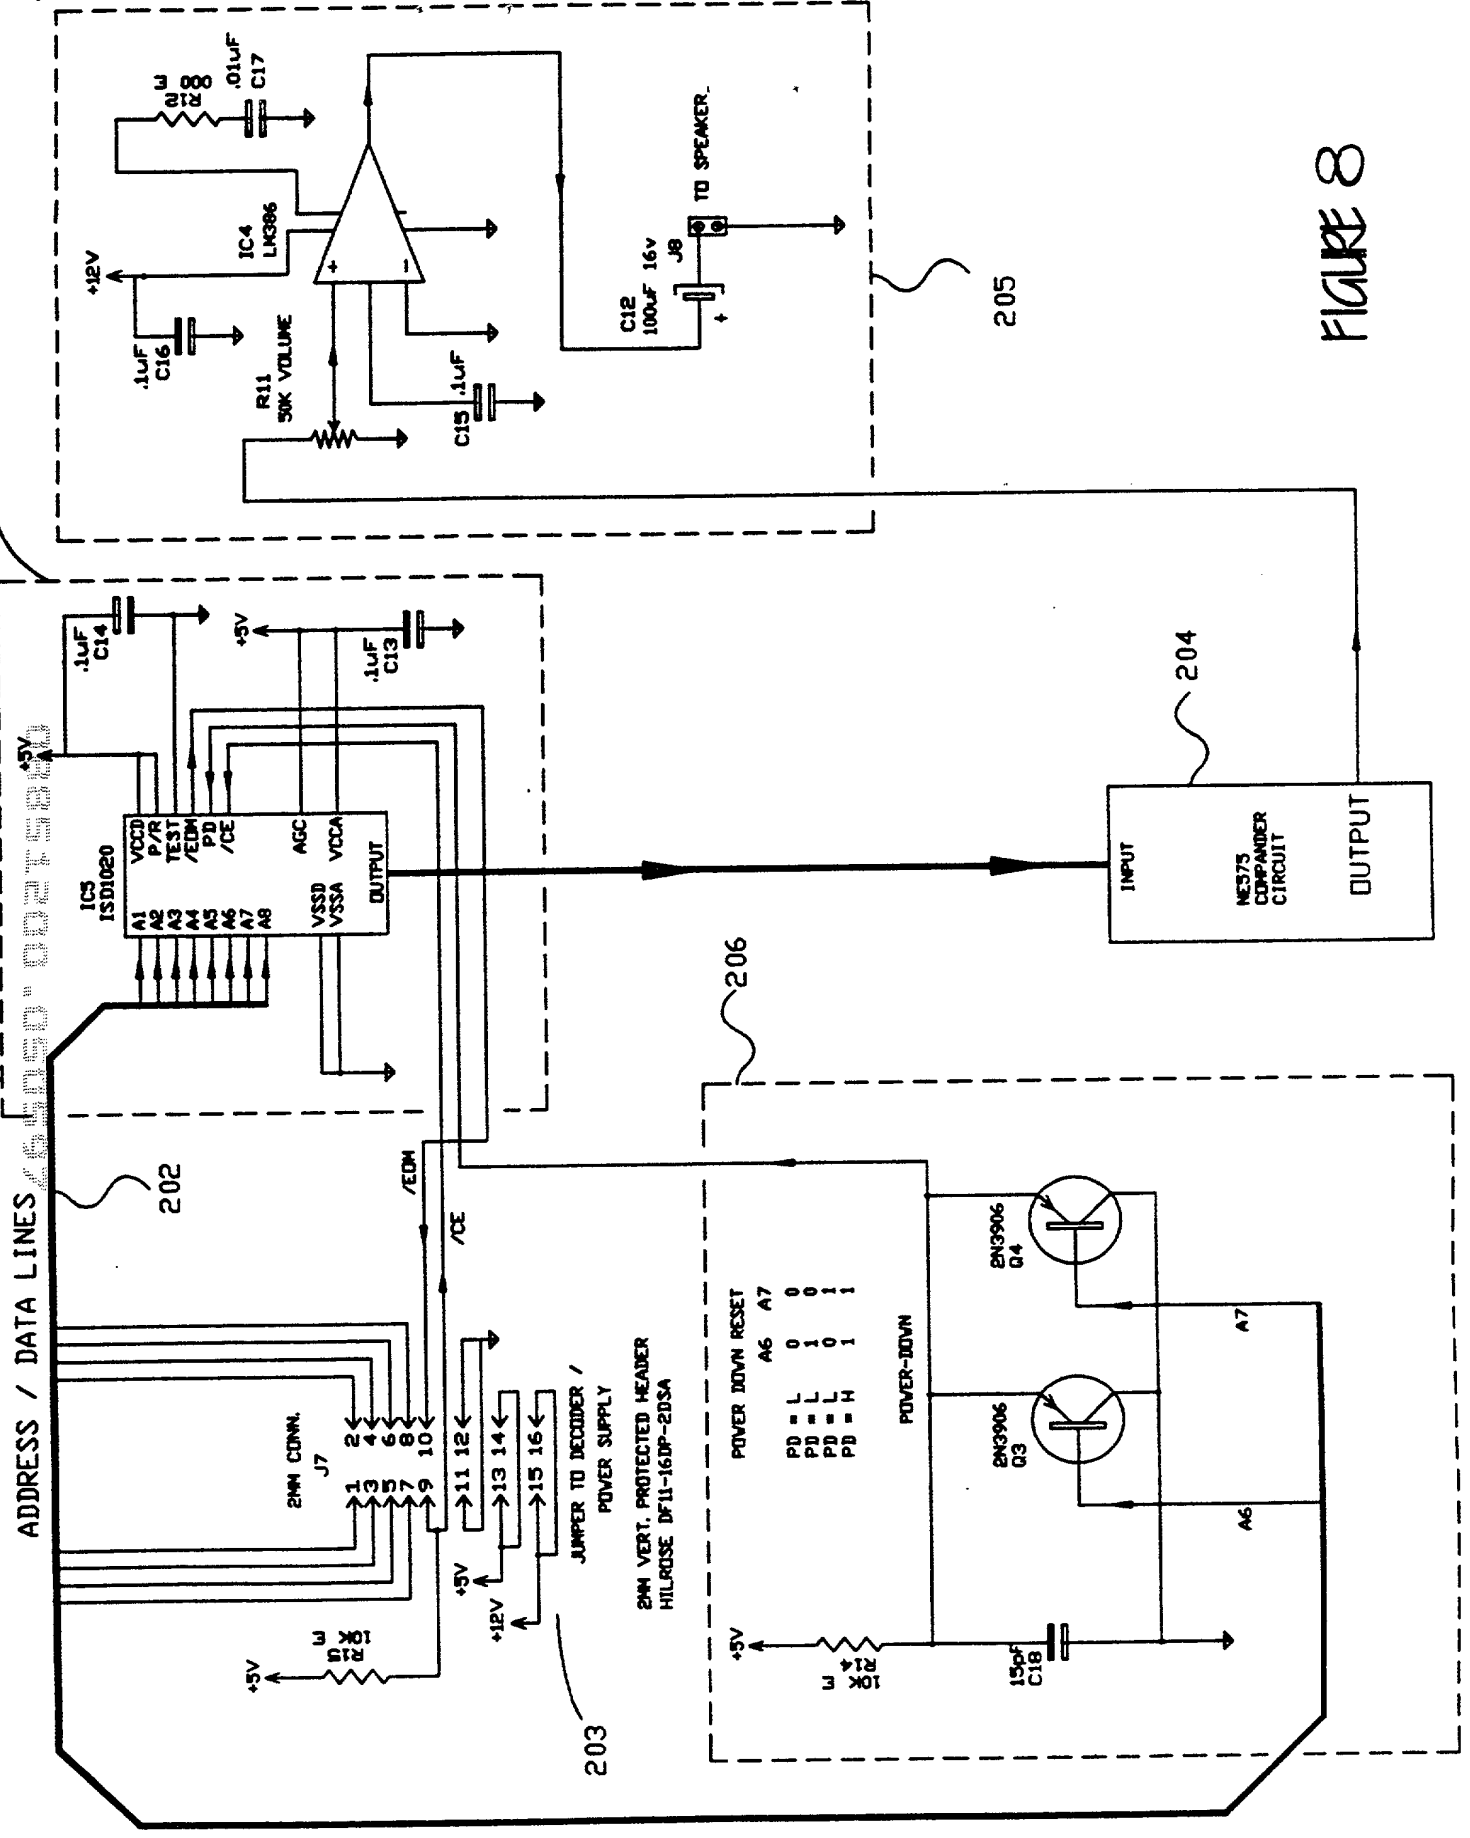 ADDRESS / DATA LINES
202
+5V
.1uF
C14
IC5
ISD1020
A1
A2
A3
A4
A5
A6
A7
A8
VCCD
P/R
TEST
/EOM
PD
/CE
AGC
VCCA
VSSD
VSSA
OUTPUT
+5V
.1uF
C13
+12V
.1uF
C16
IC4
LM386
R12
.01uF
C17
+
-
R11
50K VOLUME
C15
.1uF
C12
100uF 16v
+
J8
TO SPEAKER
205
2MM CONN.
J7
1 2
3 4
5 6
7 8
9 10
11 12
13 14
15 16
/EOM
/CE
+5V
R15
10K
+5V
+12V
JUMPER TO DECODER /
POWER SUPPLY
203
2MM VERT. PROTECTED HEADER
HILROSE DF11-16DP-2DSA
206
POWER DOWN RESET
A6 A7
PD = L 0 0
PD = L 1 0
PD = L 0 1
PD = H 1 1
POWER-DOWN
+5V
R14
10K
15pF
C18
2N3906
Q3
2N3906
Q4
A6
A7
204
INPUT
NE575
COMPANDER
CIRCUIT
OUTPUT
FIGURE 8